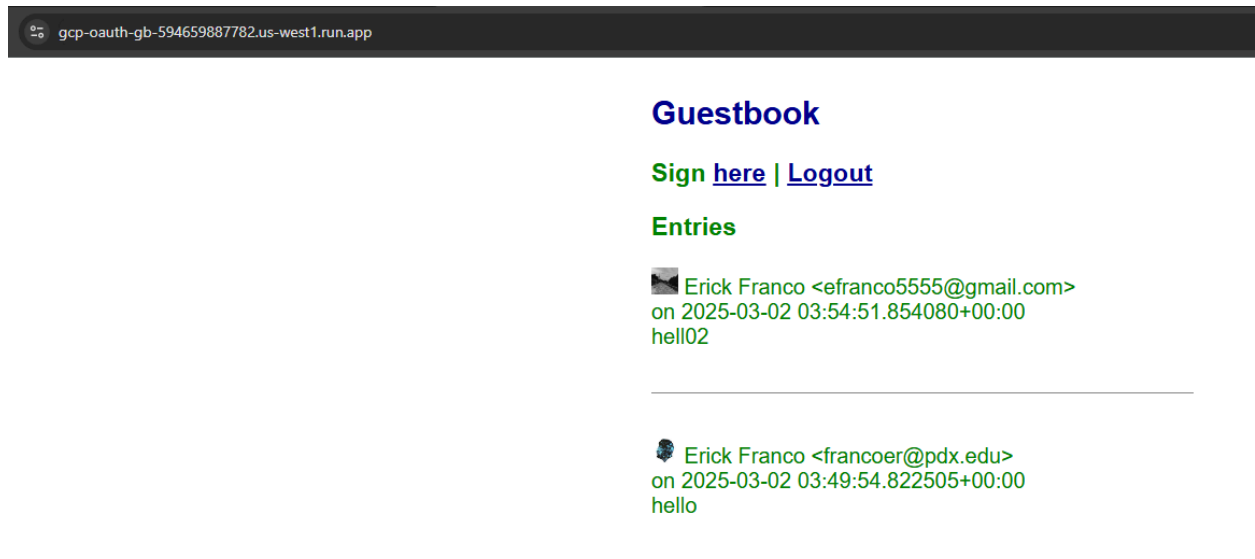 gcp-oauth-gb-594659887782.us-west1.run.app
Guestbook
Sign here | Logout
Entries
Erick Franco <efranco5555@gmail.com>
on 2025-03-02 03:54:51.854080+00:00
hell02
Erick Franco <francoer@pdx.edu>
on 2025-03-02 03:49:54.822505+00:00
hello